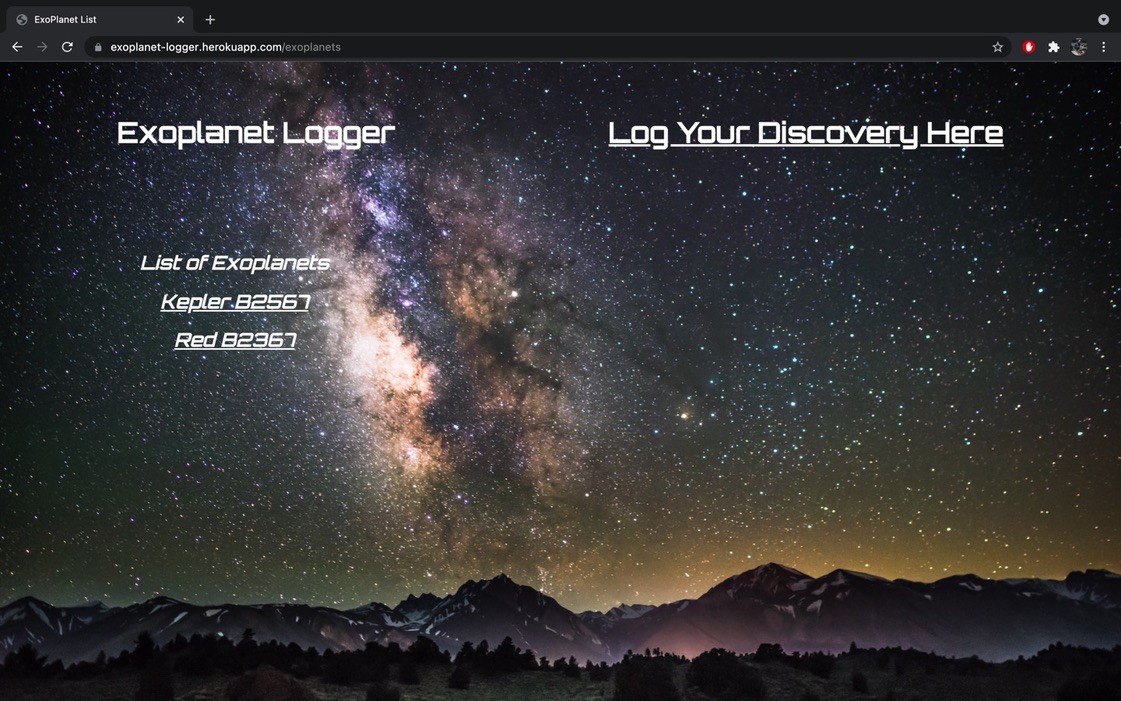 ExoPlanet List
exoplanet-logger.herokuapp.com/exoplanets
Exoplanet Logger
Log Your Discovery Here
List of Exoplanets
Kepler B2567
Red B2367